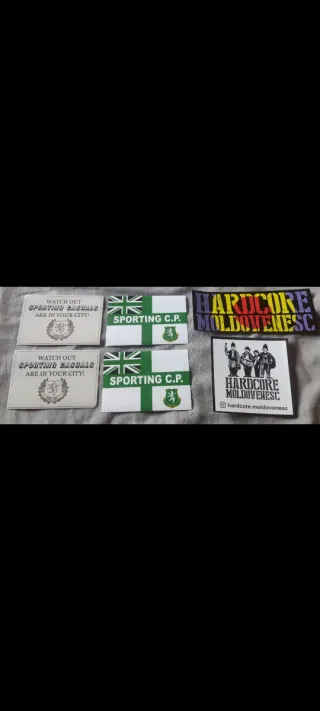 WATCH OUT
SPORTING CASUALS
ARE IN YOUR CITY!
SPORTING C.P.
HARDCORE
MOLDOVENESC
WATCH OUT
SPORTING CASUALS
ARE IN YOUR CITY!
SPORTING C.P.
HARDCORE
MOLDOVENESC
hardcore.moldovenesc